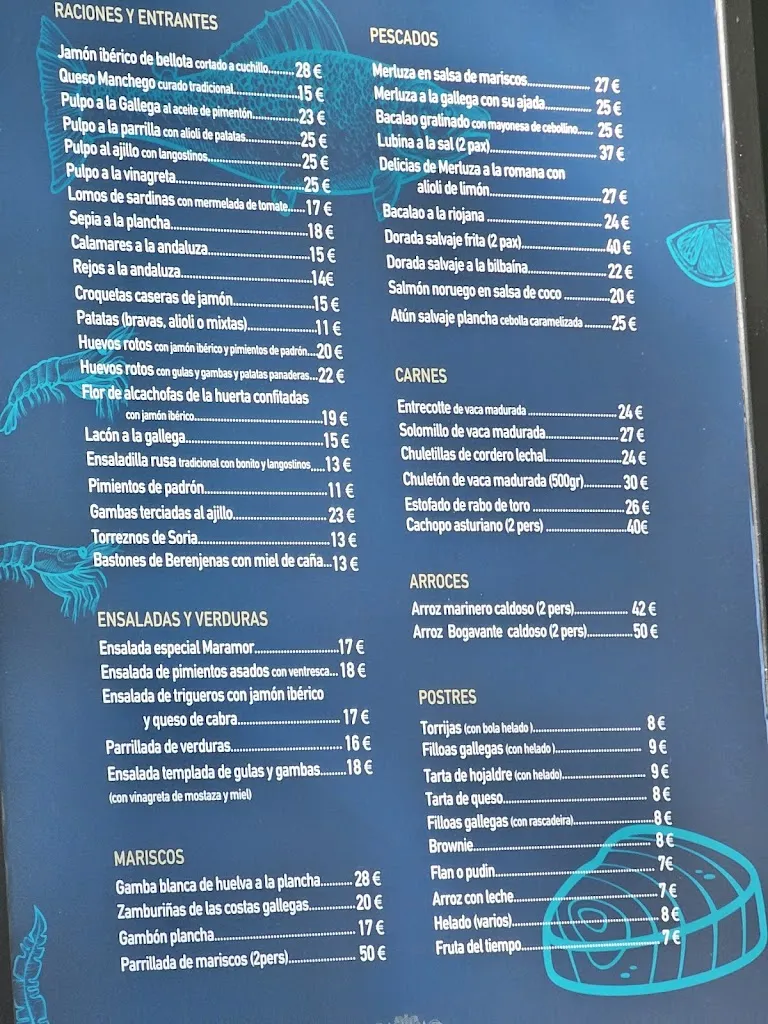 RACIONES Y ENTRANTES
Jamón ibérico de bellota cortado a cuchillo........28 €
Queso Manchego curado tradicional........15 €
Pulpo a la Gallega al aceite de pimentón........23 €
Pulpo a la parrilla con alioli de patatas........25 €
Pulpo al ajillo con langostinos........25 €
Pulpo a la vinagreta........25 €
Lomos de sardinas con mermelada de tomate......17 €
Sepia a la plancha........18 €
Calamares a la andaluza........15 €
Rejos a la andaluza........14€
Croquetas caseras de jamón........15 €
Patatas (bravas, alioli o mixtas)........11 €
Huevos rotos con jamón ibérico y pimientos de padrón...20 €
Huevos rotos con gulas y gambas y patatas panaderas...22 €
Flor de alcachofas de la huerta confitadas
con jamón ibérico........19 €
Lacón a la gallega........15 €
Ensaladilla rusa tradicional con bonito y langostinos....13 €
Pimientos de padrón........11 €
Gambas terciadas al ajillo........23 €
Torreznos de Soria........13 €
Bastones de Berenjenas con miel de caña...13 €
ENSALADAS Y VERDURAS
Ensalada especial Maramor........17 €
Ensalada de pimientos asados con ventresca...18 €
Ensalada de trigueros con jamón ibérico
y queso de cabra........17 €
Parrillada de verduras........16 €
Ensalada templada de gulas y gambas........18 €
(con vinagreta de mostaza y miel)
MARISCOS
Gamba blanca de huelva a la plancha........28 €
Zamburiñas de las costas gallegas........20 €
Gambón plancha........17 €
Parrillada de mariscos (2pers)........50 €
PESCADOS
Merluza en salsa de mariscos........27 €
Merluza a la gallega con su ajada........25 €
Bacalao gratinado con mayonesa de cebollino.....25 €
Lubina a la sal (2 pax)........37 €
Delicias de Merluza a la romana con
alioli de limón........27 €
Bacalao a la riojana ........24 €
Dorada salvaje frita (2 pax)........40 €
Dorada salvaje a la bilbaína........22 €
Salmón noruego en salsa de coco ........20 €
Atún salvaje plancha cebolla caramelizada ........25 €
CARNES
Entrecotte de vaca madurada ........24 €
Solomillo de vaca madurada........27 €
Chuletillas de cordero lechal........24 €
Chuletón de vaca madurada (500gr)........30 €
Estofado de rabo de toro ........26 €
Cachopo asturiano (2 pers) ........40€
ARROCES
Arroz marinero caldoso (2 pers)........42 €
Arroz Bogavante caldoso (2 pers)........50 €
POSTRES
Torrijas (con bola helado )........8 €
Filloas gallegas (con helado )........9 €
Tarta de hojaldre (con helado)........9 €
Tarta de queso........8 €
Filloas gallegas (con rascadeira)........8 €
Brownie........8 €
Flan o pudin........7€
Arroz con leche........7 €
Helado (varios)........8 €
Fruta del tiempo........7 €